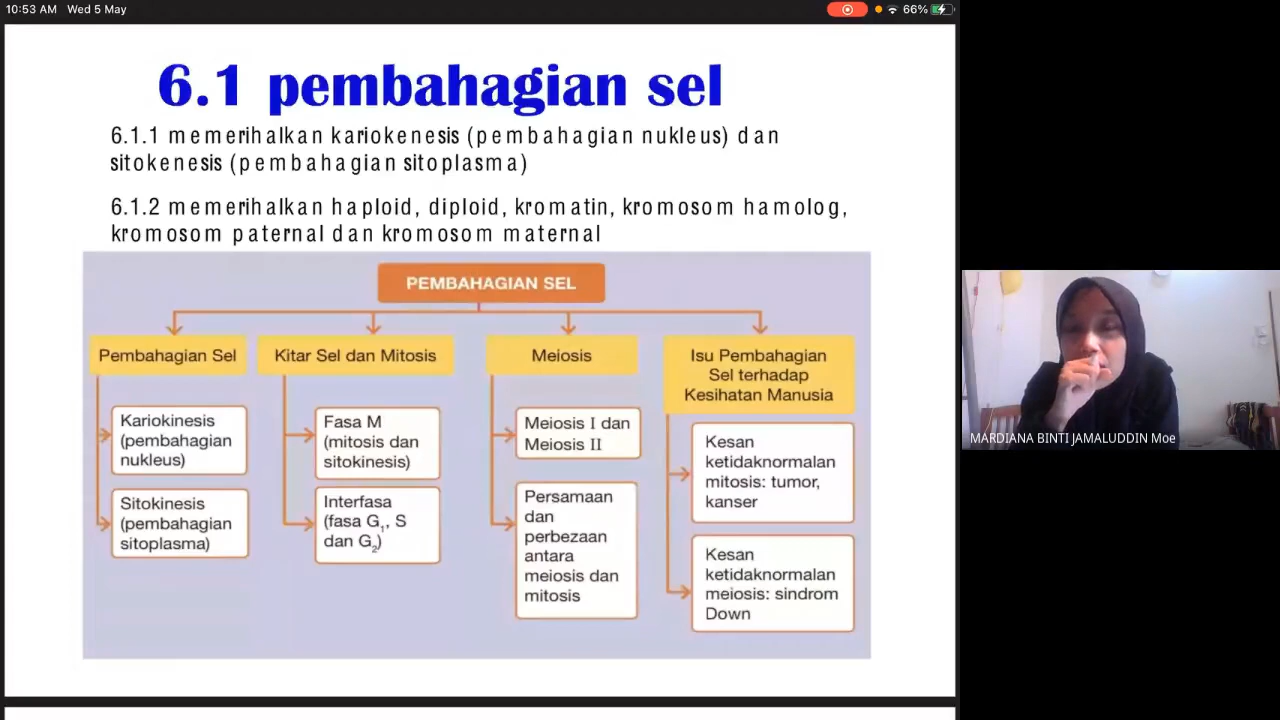 10:53 AM Wed 5 May
66%
6.1 pembahagian sel
6.1.1 memerihalkan kariokenesis (pembahagian nukleus) dan
sitokenesis (pembahagian sitoplasma)
6.1.2 memerihalkan haploid, diploid, kromatin, kromosom hamolog,
kromosom paternal dan kromosom maternal
PEMBAHAGIAN SEL
Pembahagian Sel
Kariokinesis
(pembahagian
nukleus)
Sitokinesis
(pembahagian
sitoplasma)
Kitar Sel dan Mitosis
Fasa M
(mitosis dan
sitokinesis)
Interfasa
(fasa G₁, S
dan G₂)
Meiosis
Meiosis I dan
Meiosis II
Persamaan
dan
perbezaan
antara
meiosis dan
mitosis
Isu Pembahagian
Sel terhadap
Kesihatan Manusia
Kesan
ketidaknormalan
mitosis: tumor,
kanser
Kesan
ketidaknormalan
meiosis: sindrom
Down
MARDIANA BINTI JAMALUDDIN Moe